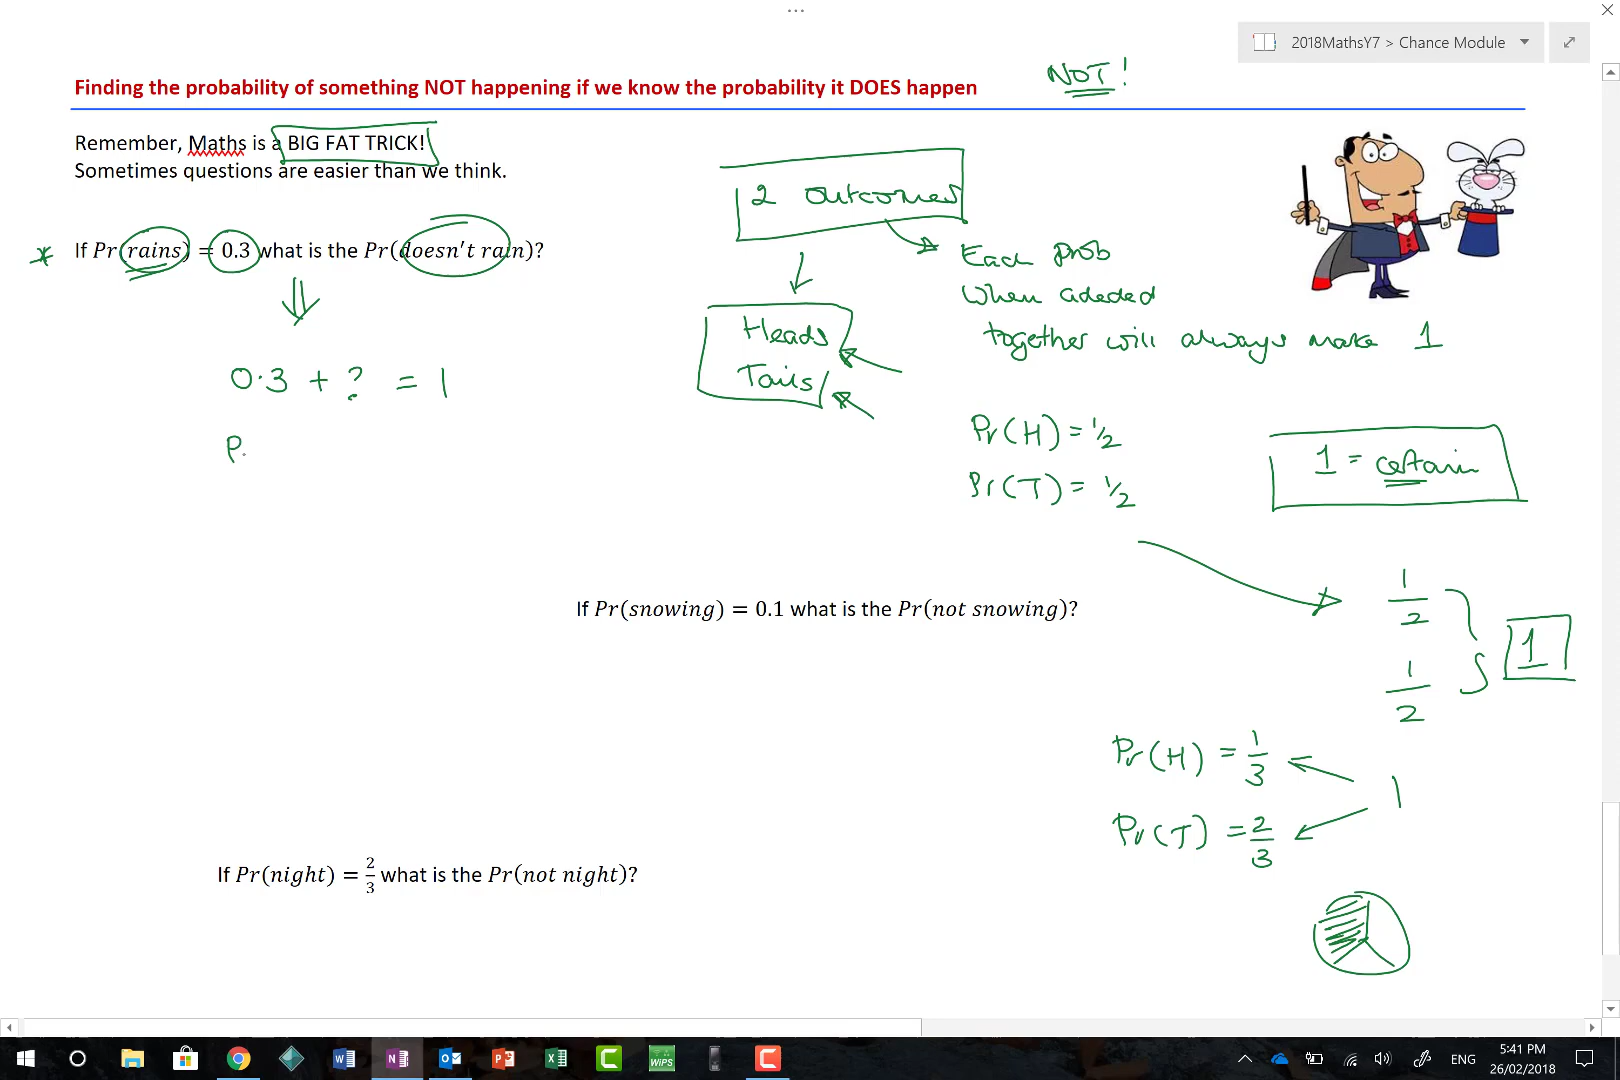 2018MathsY7 > Chance Module
Finding the probability of something NOT happening if we know the probability it DOES happen
NOT!
Remember, Maths is a BIG FAT TRICK!
Sometimes questions are easier than we think.
2 outcomes
* If Pr(rains) = 0.3 what is the Pr(doesn't rain)?
Each prob
when adeded
together will always make 1
Heads
Tails
0.3 + ? = 1
P
Pr(H) = 1/2
Pr(T) = 1/2
1 = certain
If Pr(snowing) = 0.1 what is the Pr(not snowing)?
1/2
1/2
1
Pr(H) = 1/3
1
Pr(T) = 2/3
If Pr(night) = 2/3 what is the Pr(not night)?
WiPS
ENG
5:41 PM
26/02/2018